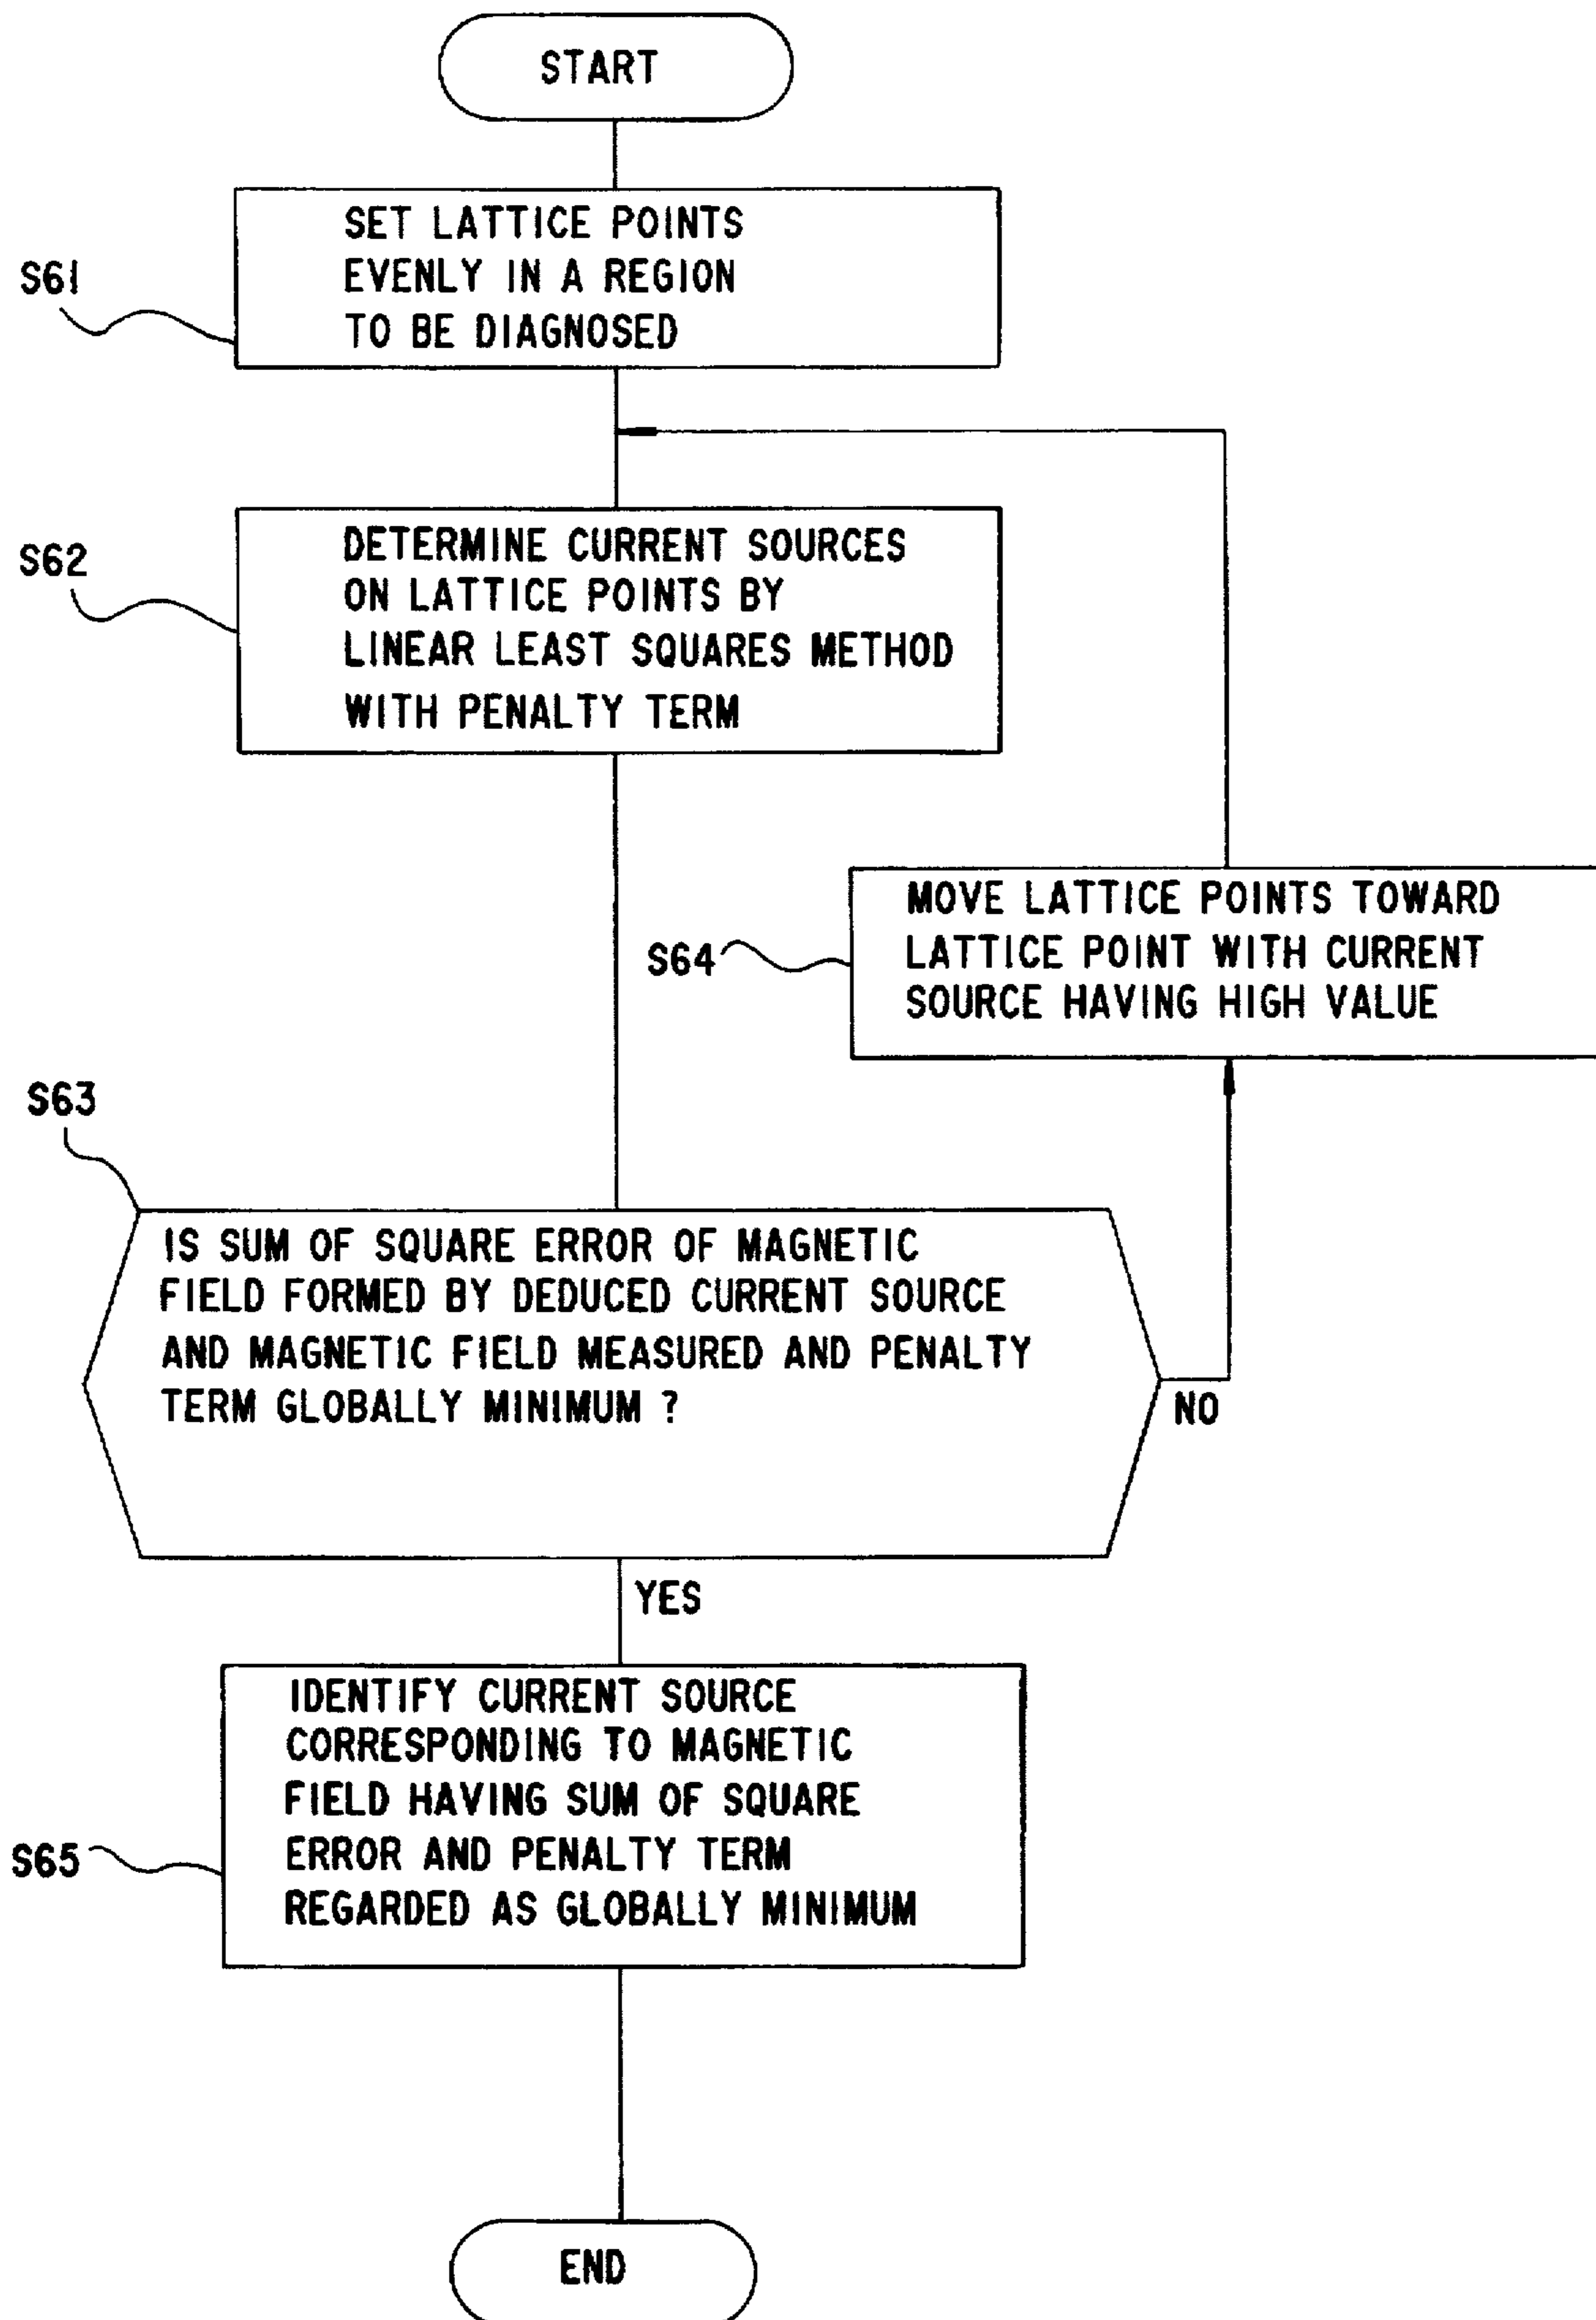 START
SET LATTICE POINTS
EVENLY IN A REGION
TO BE DIAGNOSED
S61
DETERMINE CURRENT SOURCES
ON LATTICE POINTS BY
LINEAR LEAST SQUARES METHOD
WITH PENALTY TERM
S62
MOVE LATTICE POINTS TOWARD
LATTICE POINT WITH CURRENT
SOURCE HAVING HIGH VALUE
S64
S63
IS SUM OF SQUARE ERROR OF MAGNETIC
FIELD FORMED BY DEDUCED CURRENT SOURCE
AND MAGNETIC FIELD MEASURED AND PENALTY
TERM GLOBALLY MINIMUM ?
NO
YES
IDENTIFY CURRENT SOURCE
CORRESPONDING TO MAGNETIC
FIELD HAVING SUM OF SQUARE
ERROR AND PENALTY TERM
REGARDED AS GLOBALLY MINIMUM
S65
END